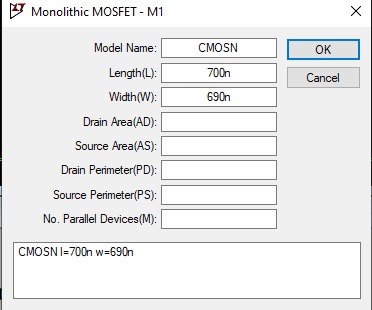 Monolithic MOSFET - M1
Model Name: CMOSN OK
Length(L): 700n Cancel
Width(W): 690n
Drain Area(AD):
Source Area(AS):
Drain Perimeter(PD):
Source Perimeter(PS):
No. Parallel Devices(M):
CMOSN l=700n w=690n